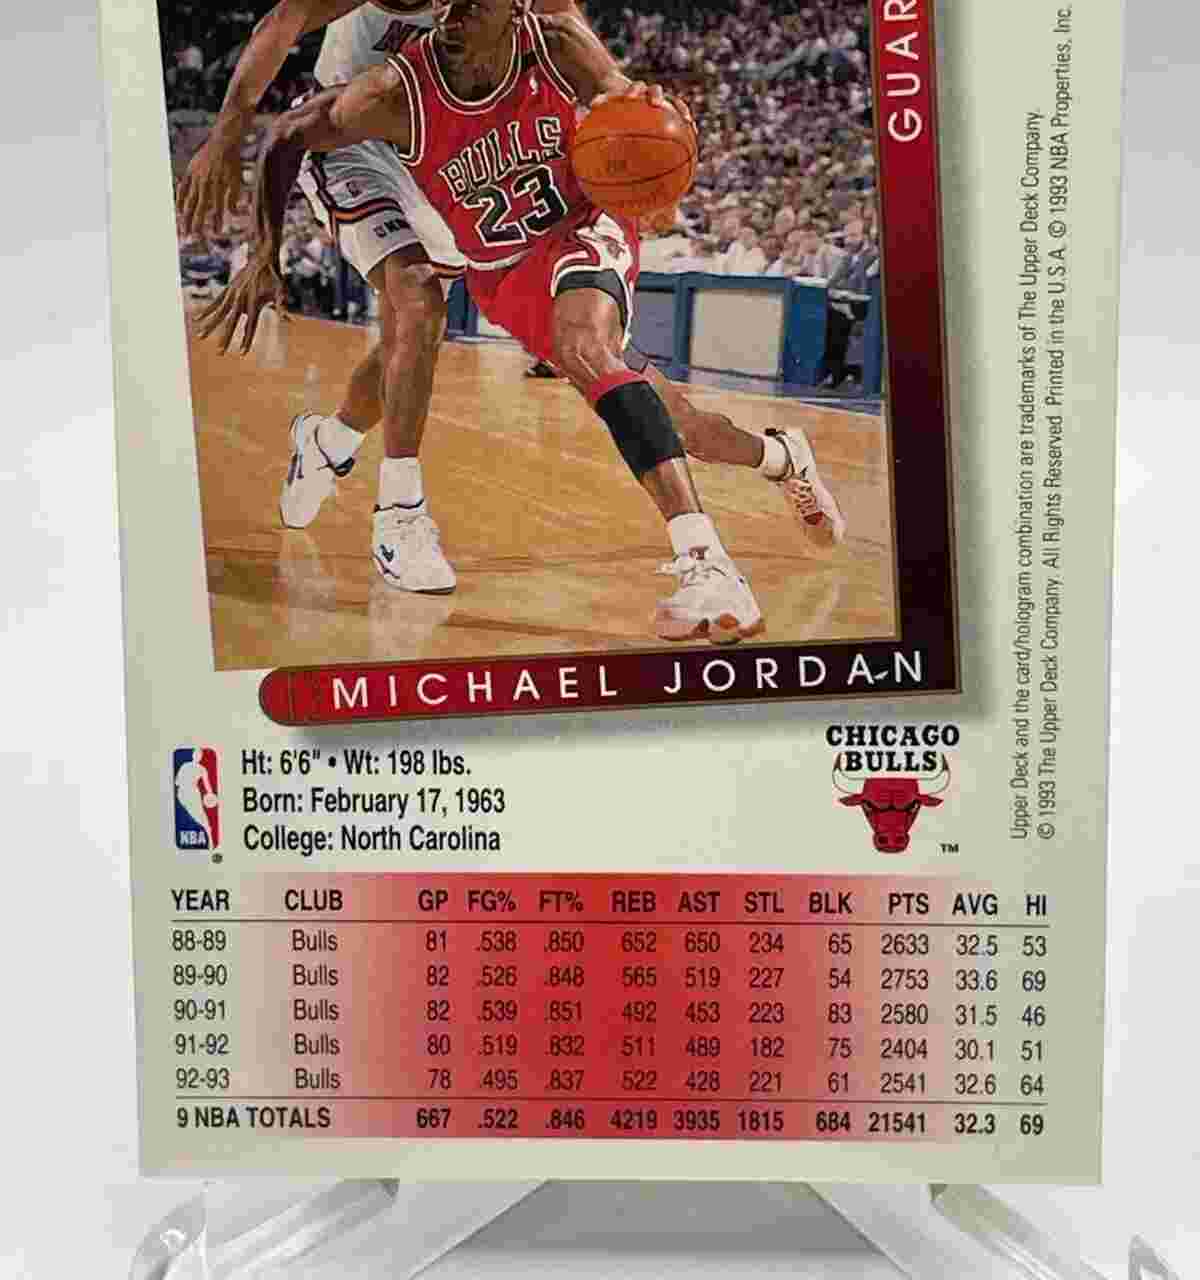 GUAR
BULLS
23
MICHAEL JORDAN
Ht: 6'6" • Wt: 198 lbs.
Born: February 17, 1963
College: North Carolina
NBA
®
CHICAGO
BULLS
TM
Upper Deck and the card/hologram combination are trademarks of The Upper Deck Company.
© 1993 The Upper Deck Company. All Rights Reserved. Printed in the U.S.A. © 1993 NBA Properties, Inc.
YEAR CLUB GP FG% FT% REB AST STL BLK PTS AVG HI
88-89 Bulls 81 .538 .850 652 650 234 65 2633 32.5 53
89-90 Bulls 82 .526 .848 565 519 227 54 2753 33.6 69
90-91 Bulls 82 .539 .851 492 453 223 83 2580 31.5 46
91-92 Bulls 80 .519 .832 511 489 182 75 2404 30.1 51
92-93 Bulls 78 .495 .837 522 428 221 61 2541 32.6 64
9 NBA TOTALS 667 .522 .846 4219 3935 1815 684 21541 32.3 69